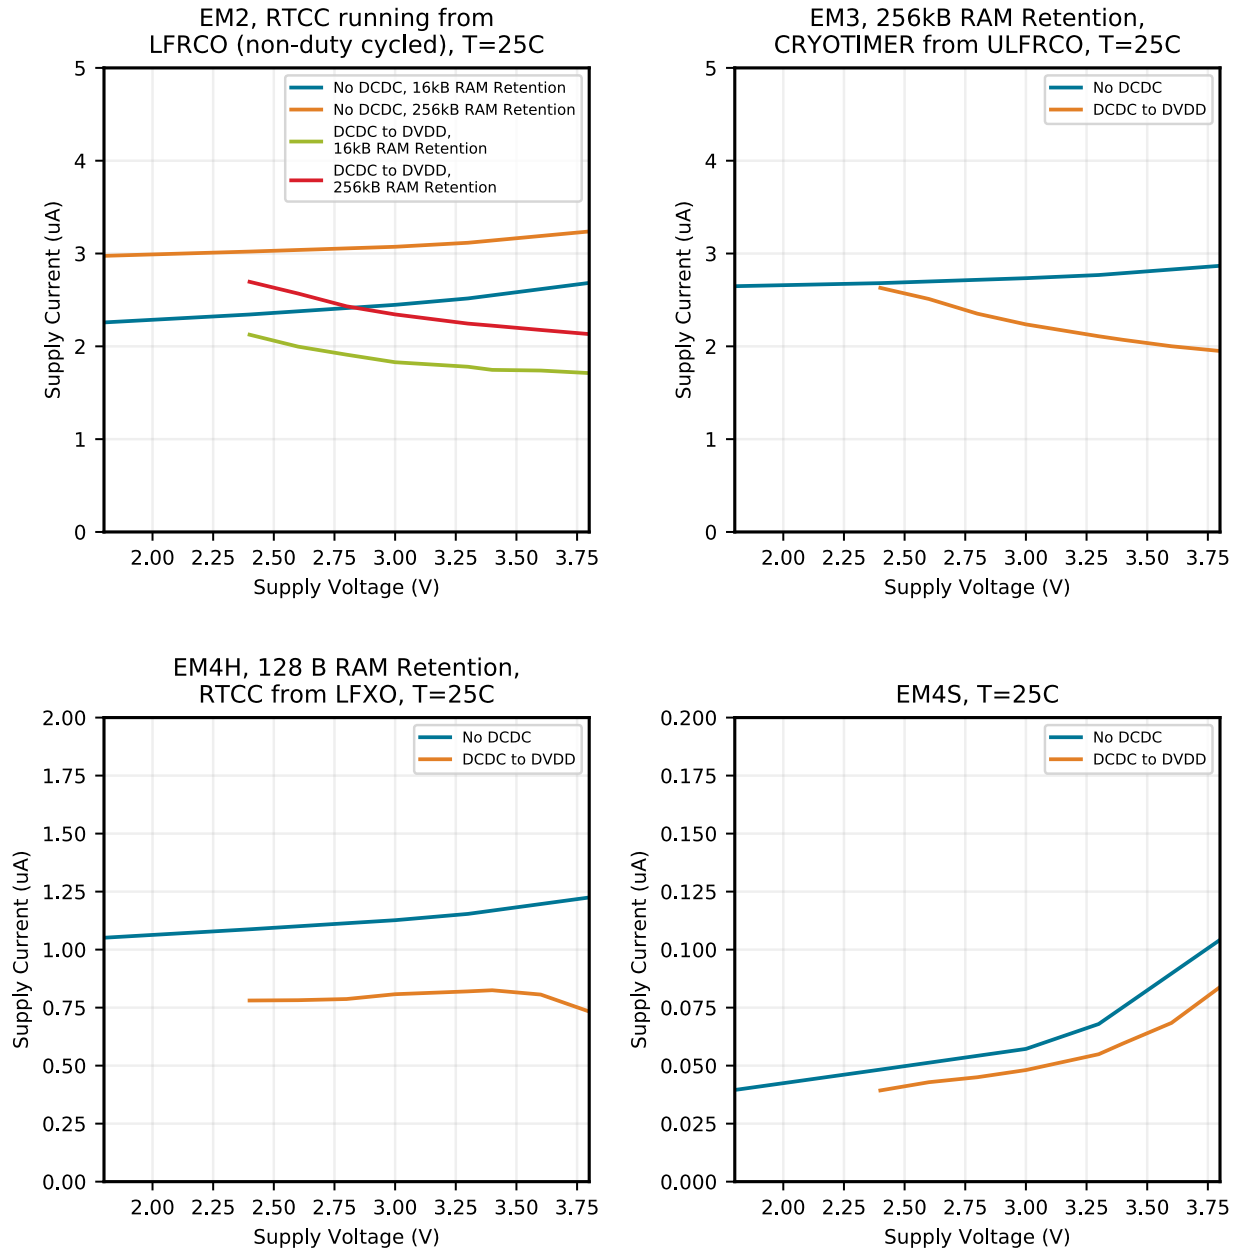 EM2, RTCC running from
LFRCO (non-duty cycled), T=25C
5
4
3
2
1
0
Supply Current (uA)
No DCDC, 16kB RAM Retention
No DCDC, 256kB RAM Retention
DCDC to DVDD,
16kB RAM Retention
DCDC to DVDD,
256kB RAM Retention
2.00 2.25 2.50 2.75 3.00 3.25 3.50 3.75
Supply Voltage (V)
EM3, 256kB RAM Retention,
CRYOTIMER from ULFRCO, T=25C
5
4
3
2
1
0
Supply Current (uA)
No DCDC
DCDC to DVDD
2.00 2.25 2.50 2.75 3.00 3.25 3.50 3.75
Supply Voltage (V)
EM4H, 128 B RAM Retention,
RTCC from LFXO, T=25C
2.00
1.75
1.50
1.25
1.00
0.75
0.50
0.25
0.00
Supply Current (uA)
No DCDC
DCDC to DVDD
2.00 2.25 2.50 2.75 3.00 3.25 3.50 3.75
Supply Voltage (V)
EM4S, T=25C
0.200
0.175
0.150
0.125
0.100
0.075
0.050
0.025
0.000
Supply Current (uA)
No DCDC
DCDC to DVDD
2.00 2.25 2.50 2.75 3.00 3.25 3.50 3.75
Supply Voltage (V)